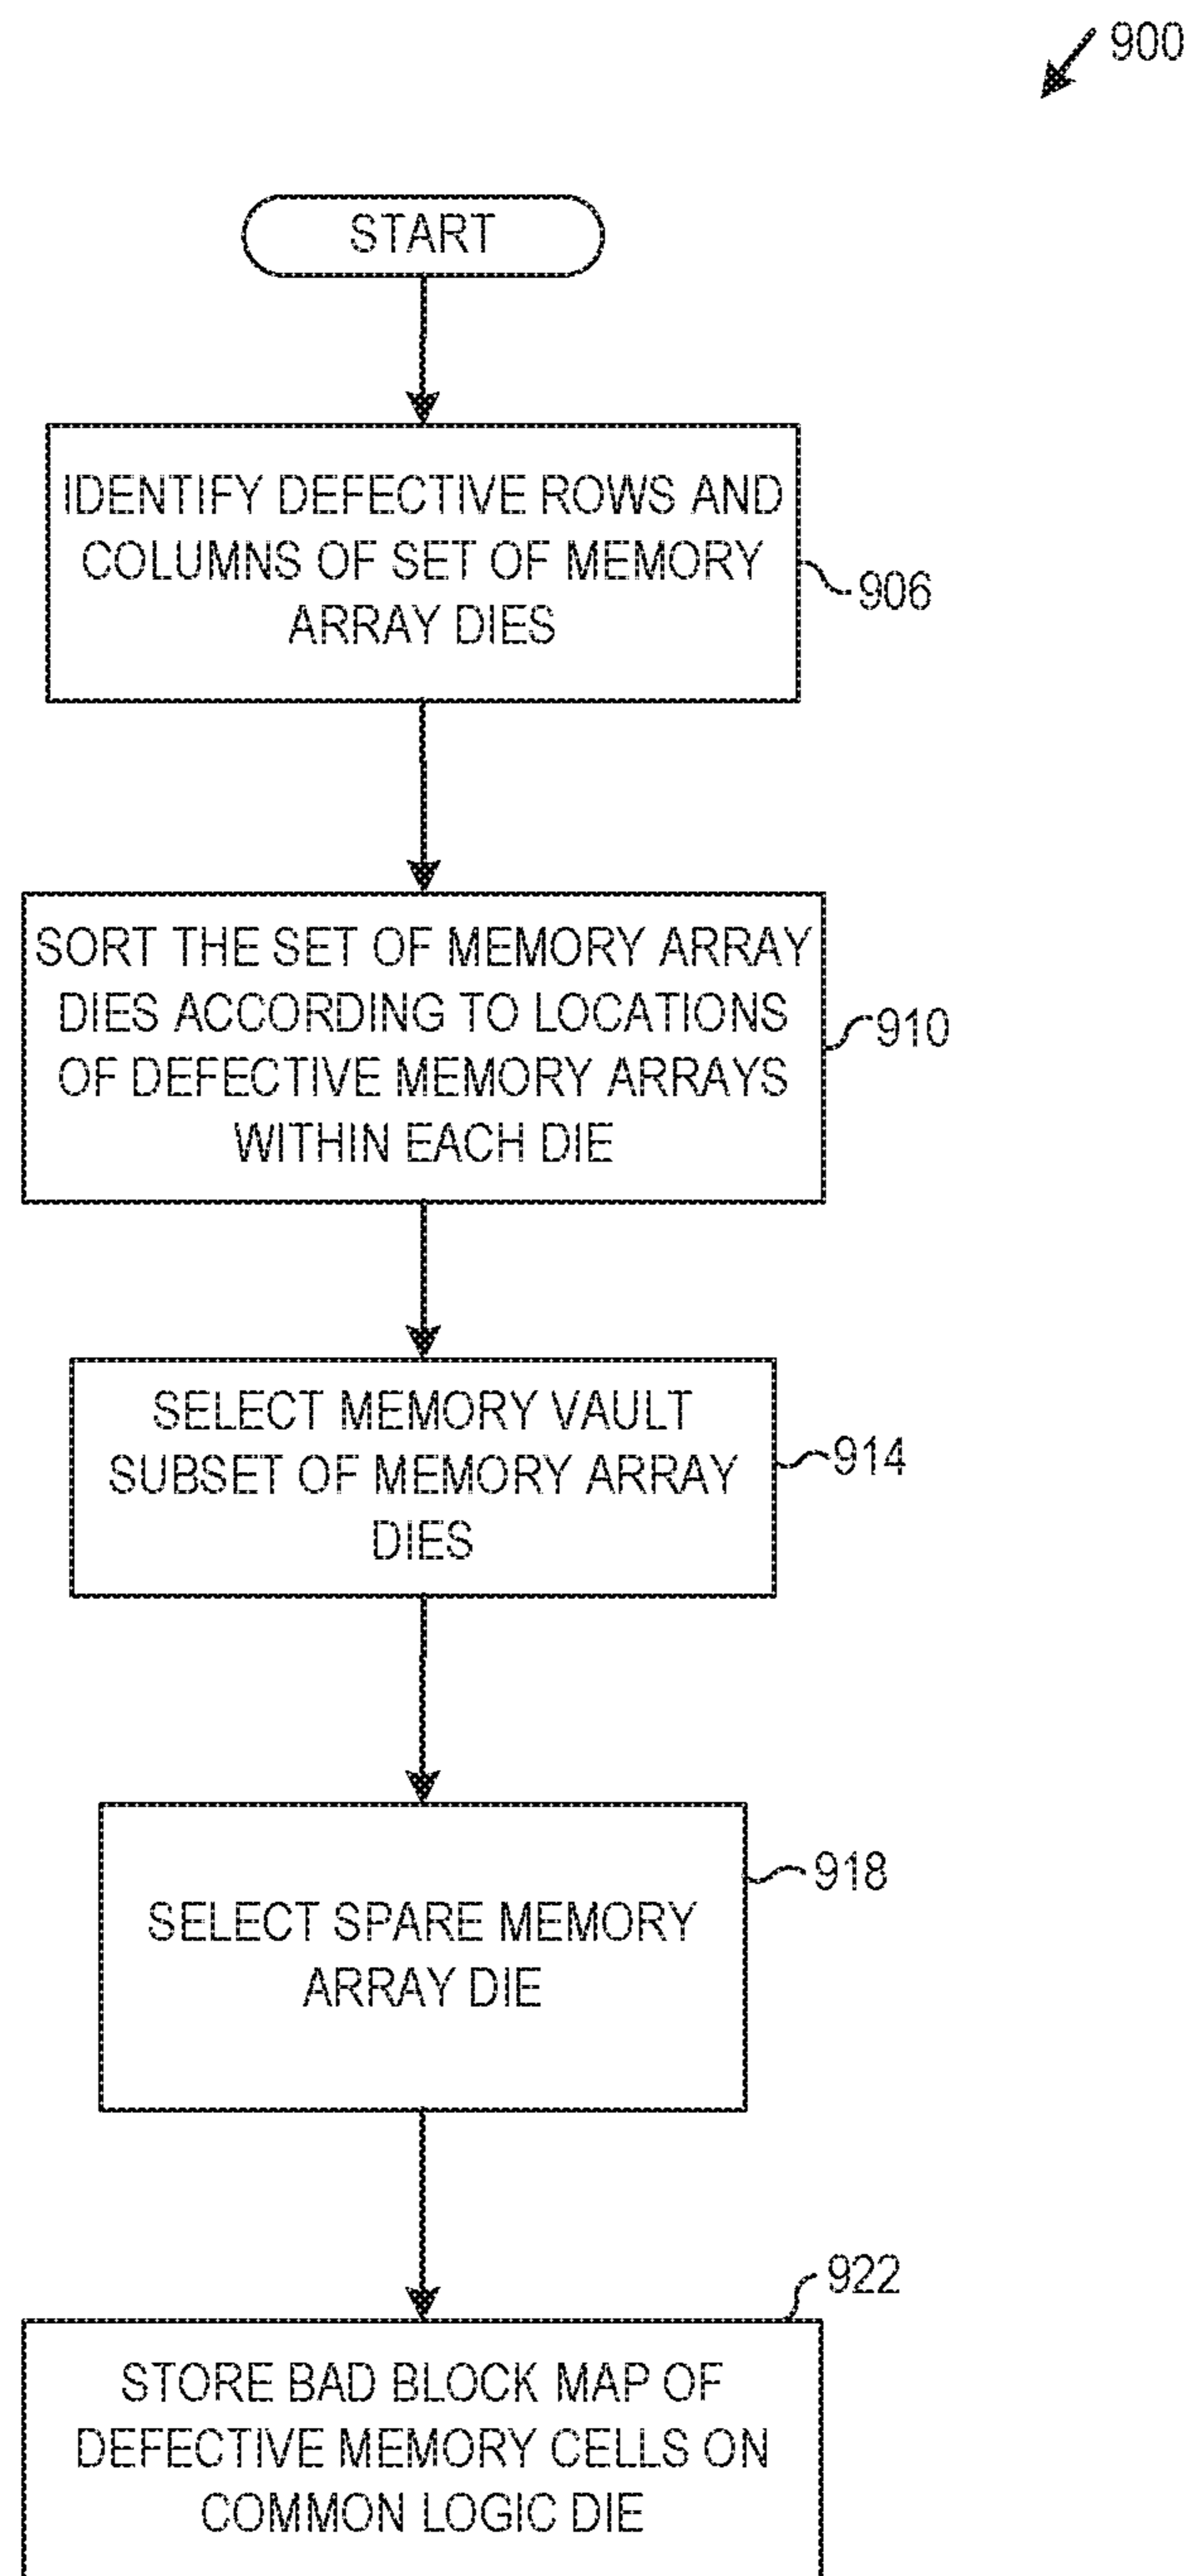 900
START
IDENTIFY DEFECTIVE ROWS AND
COLUMNS OF SET OF MEMORY
ARRAY DIES
906
SORT THE SET OF MEMORY ARRAY
DIES ACCORDING TO LOCATIONS
OF DEFECTIVE MEMORY ARRAYS
WITHIN EACH DIE
910
SELECT MEMORY VAULT
SUBSET OF MEMORY ARRAY
DIES
914
SELECT SPARE MEMORY
ARRAY DIE
918
922
STORE BAD BLOCK MAP OF
DEFECTIVE MEMORY CELLS ON
COMMON LOGIC DIE